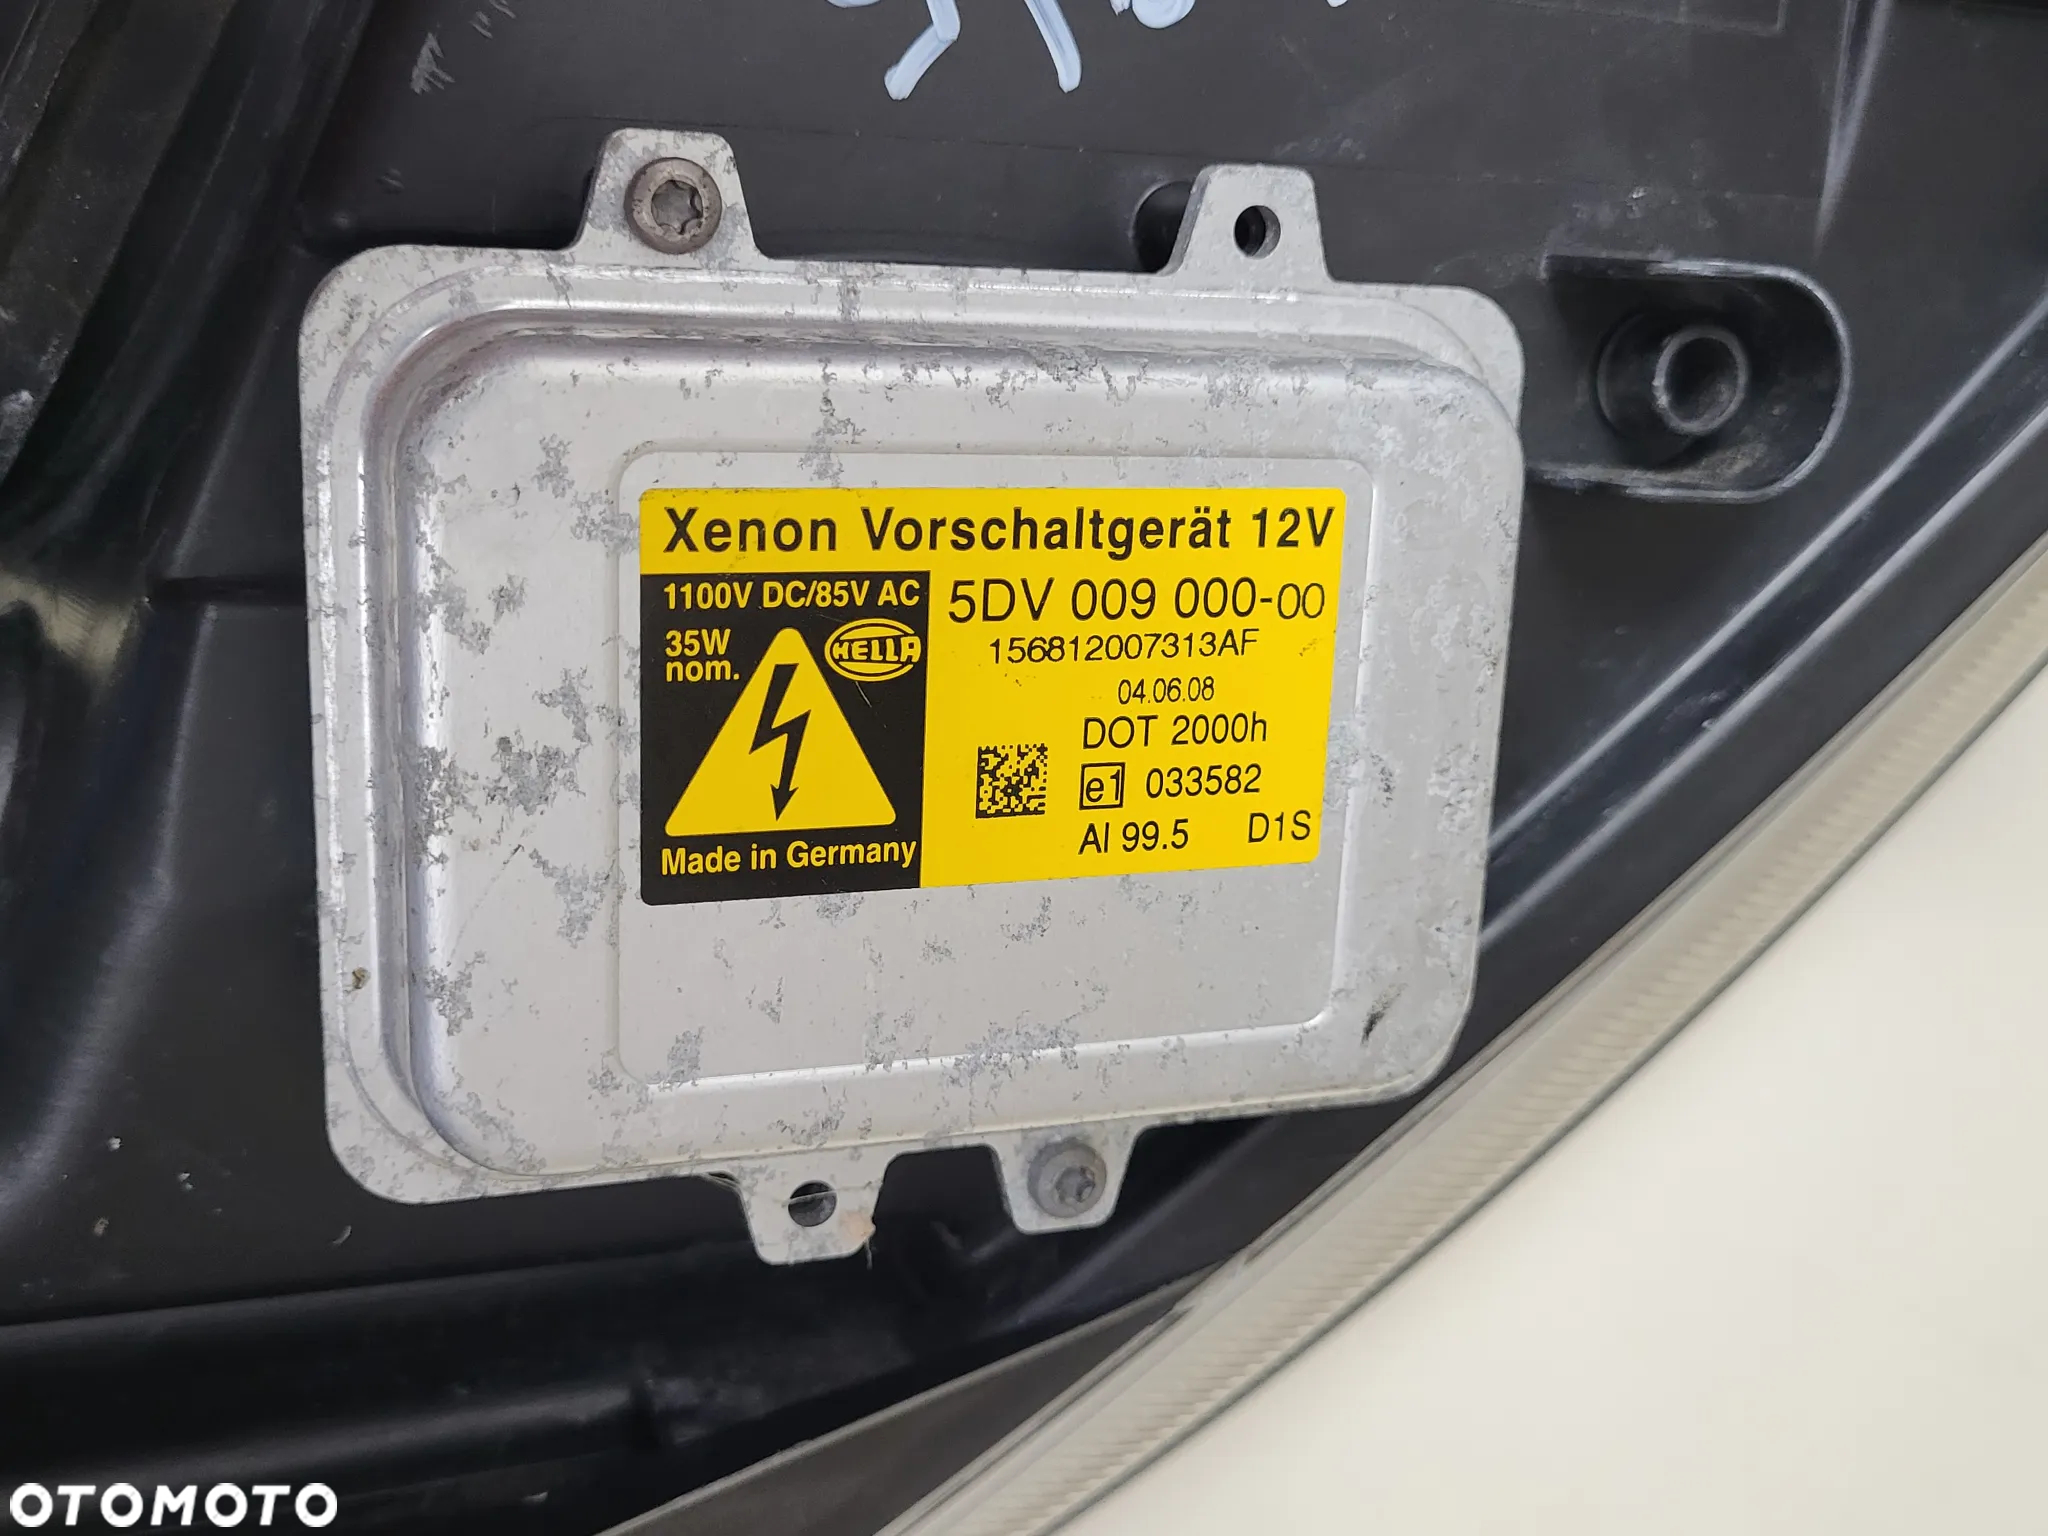 Xenon Vorschaltgerät 12V
1100V DC/85V AC
35W
nom.
HELLA
Made in Germany
5DV 009 000-00
156812007313AF
04.06.08
DOT 2000h
e1 033582
Al 99.5 D1S
OTOMOTO